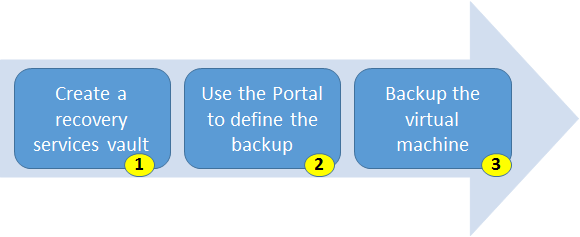 Create a
recovery
services vault
1
Use the Portal
to define the
backup
2
Backup the
virtual
machine
3